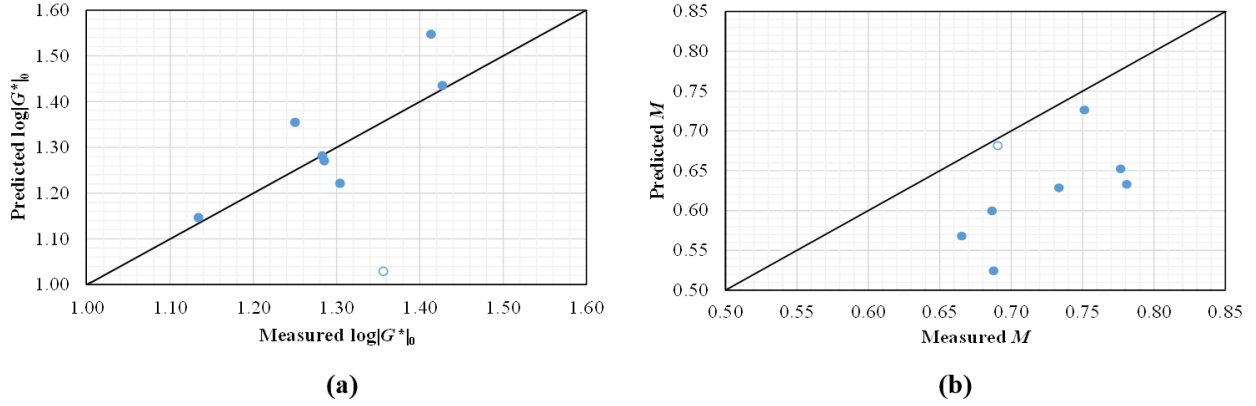 1.60
1.50
1.40
1.30
1.20
1.10
1.00
Predicted log|G*|₀
1.00 1.10 1.20 1.30 1.40 1.50 1.60
Measured log|G*|₀
(a)
0.85
0.80
0.75
0.70
0.65
0.60
0.55
0.50
Predicted M
0.50 0.55 0.60 0.65 0.70 0.75 0.80 0.85
Measured M
(b)